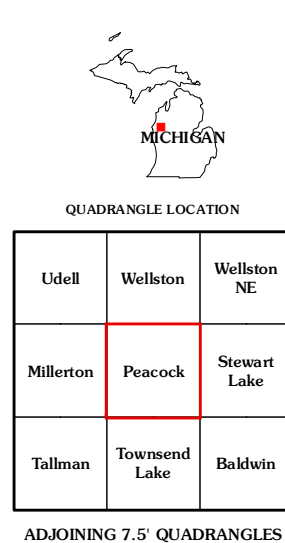 MICHIGAN
QUADRANGLE LOCATION
Udell
Wellston
Wellston
NE
Millerton
Peacock
Stewart
Lake
Tallman
Townsend
Lake
Baldwin
ADJOINING 7.5' QUADRANGLES